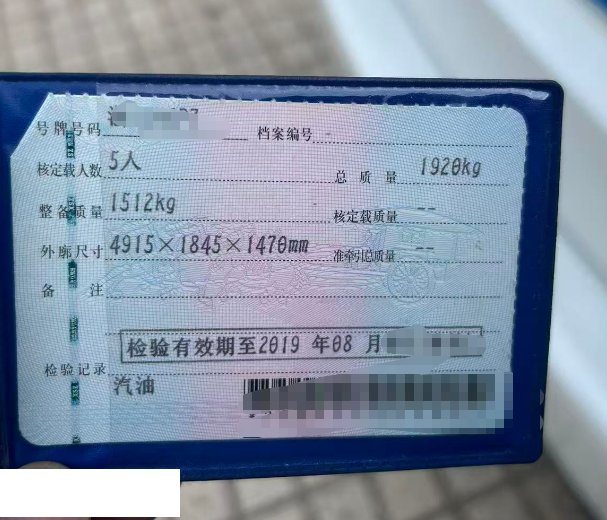 号牌号码 档案编号 -
核定载人数 5人 总质量 1920kg
整备质量 1512kg 核定载质量 --
外廓尺寸 4915×1845×1470mm 准牵引总质量 --
备注
检验有效期至2019 年08 月
检验记录
汽油